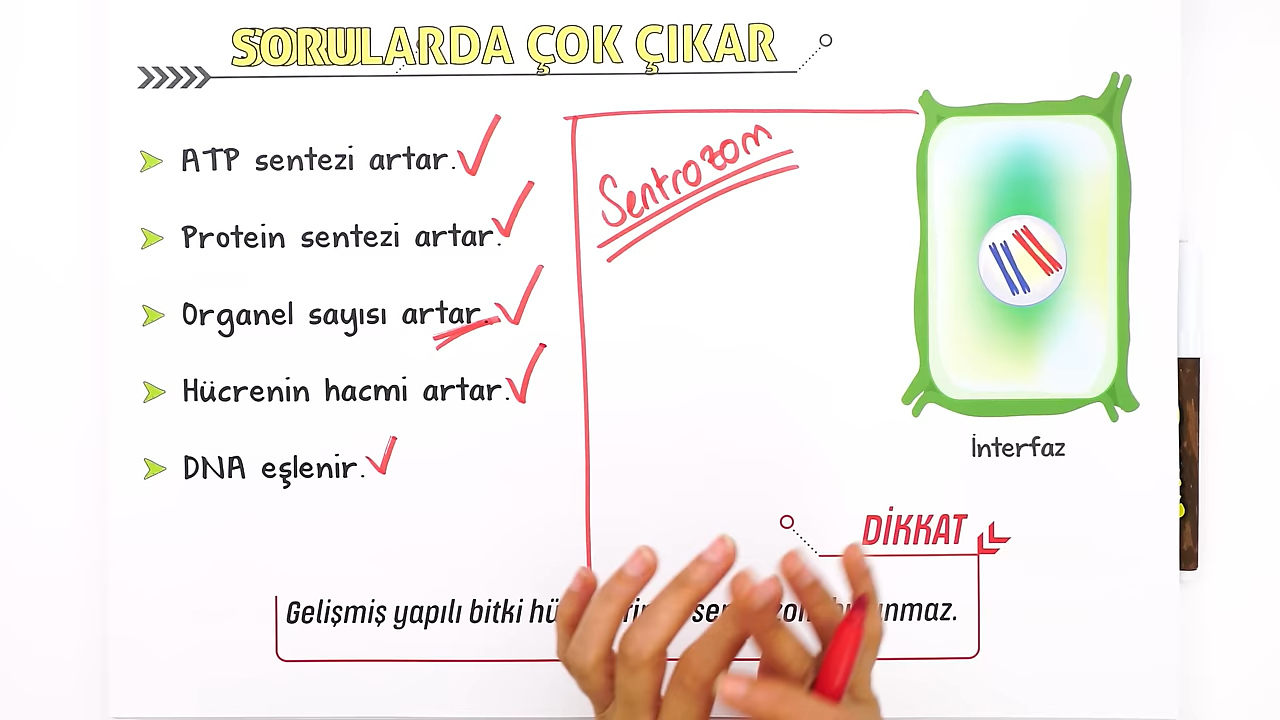 SORULARDA ÇOK ÇIKAR
ATP sentezi artar.
Protein sentezi artar.
Organel sayısı artar.
Hücrenin hacmi artar.
DNA eşlenir.
Sentrozom
İnterfaz
DİKKAT
Gelişmiş yapılı bitki